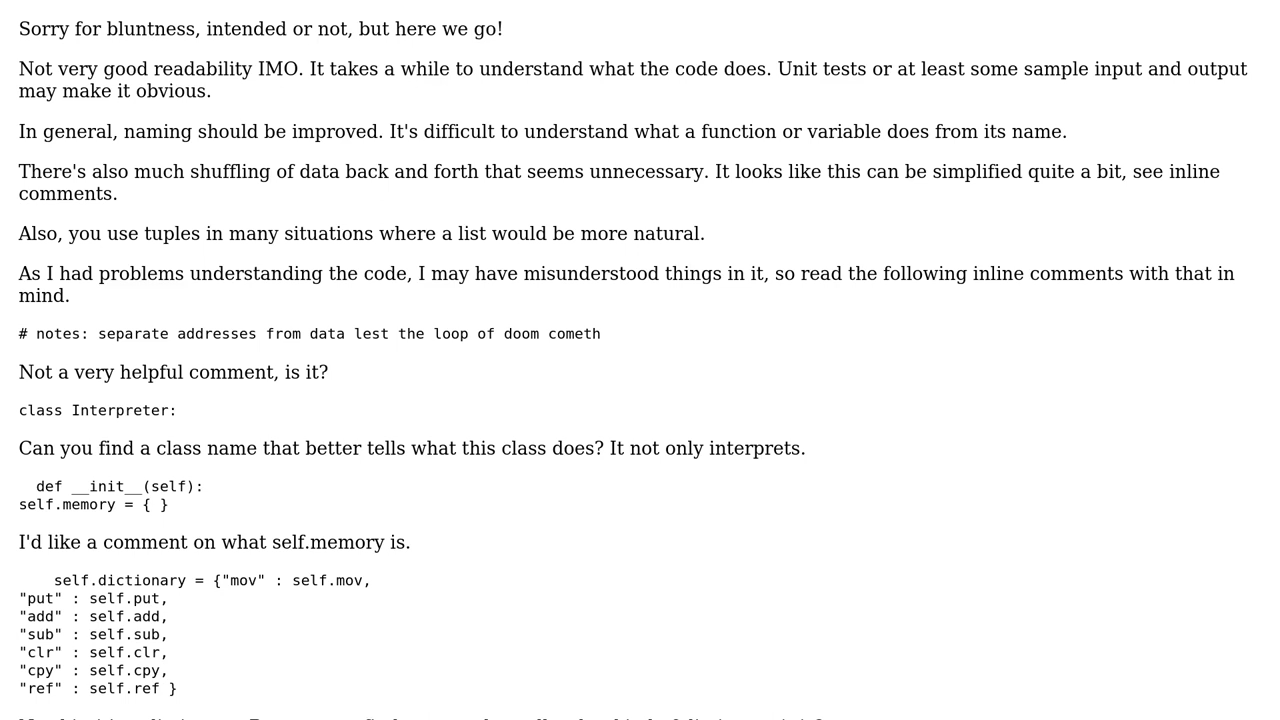 Sorry for bluntness, intended or not, but here we go!
Not very good readability IMO. It takes a while to understand what the code does. Unit tests or at least some sample input and output
may make it obvious.
In general, naming should be improved. It's difficult to understand what a function or variable does from its name.
There's also much shuffling of data back and forth that seems unnecessary. It looks like this can be simplified quite a bit, see inline
comments.
Also, you use tuples in many situations where a list would be more natural.
As I had problems understanding the code, I may have misunderstood things in it, so read the following inline comments with that in
mind.
# notes: separate addresses from data lest the loop of doom cometh
Not a very helpful comment, is it?
class Interpreter:
Can you find a class name that better tells what this class does? It not only interprets.
  def __init__(self):
self.memory = { }
I'd like a comment on what self.memory is.
    self.dictionary = {"mov" : self.mov,
"put" : self.put,
"add" : self.add,
"sub" : self.sub,
"clr" : self.clr,
"cpy" : self.cpy,
"ref" : self.ref }